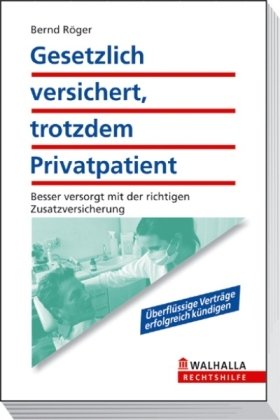 Bernd Röger
Gesetzlich
versichert,
trotzdem
Privatpatient
Besser versorgt mit der richtigen
Zusatzversicherung
Überflüssige Verträge
erfolgreich kündigen
WALHALLA
RECHTSHILFE